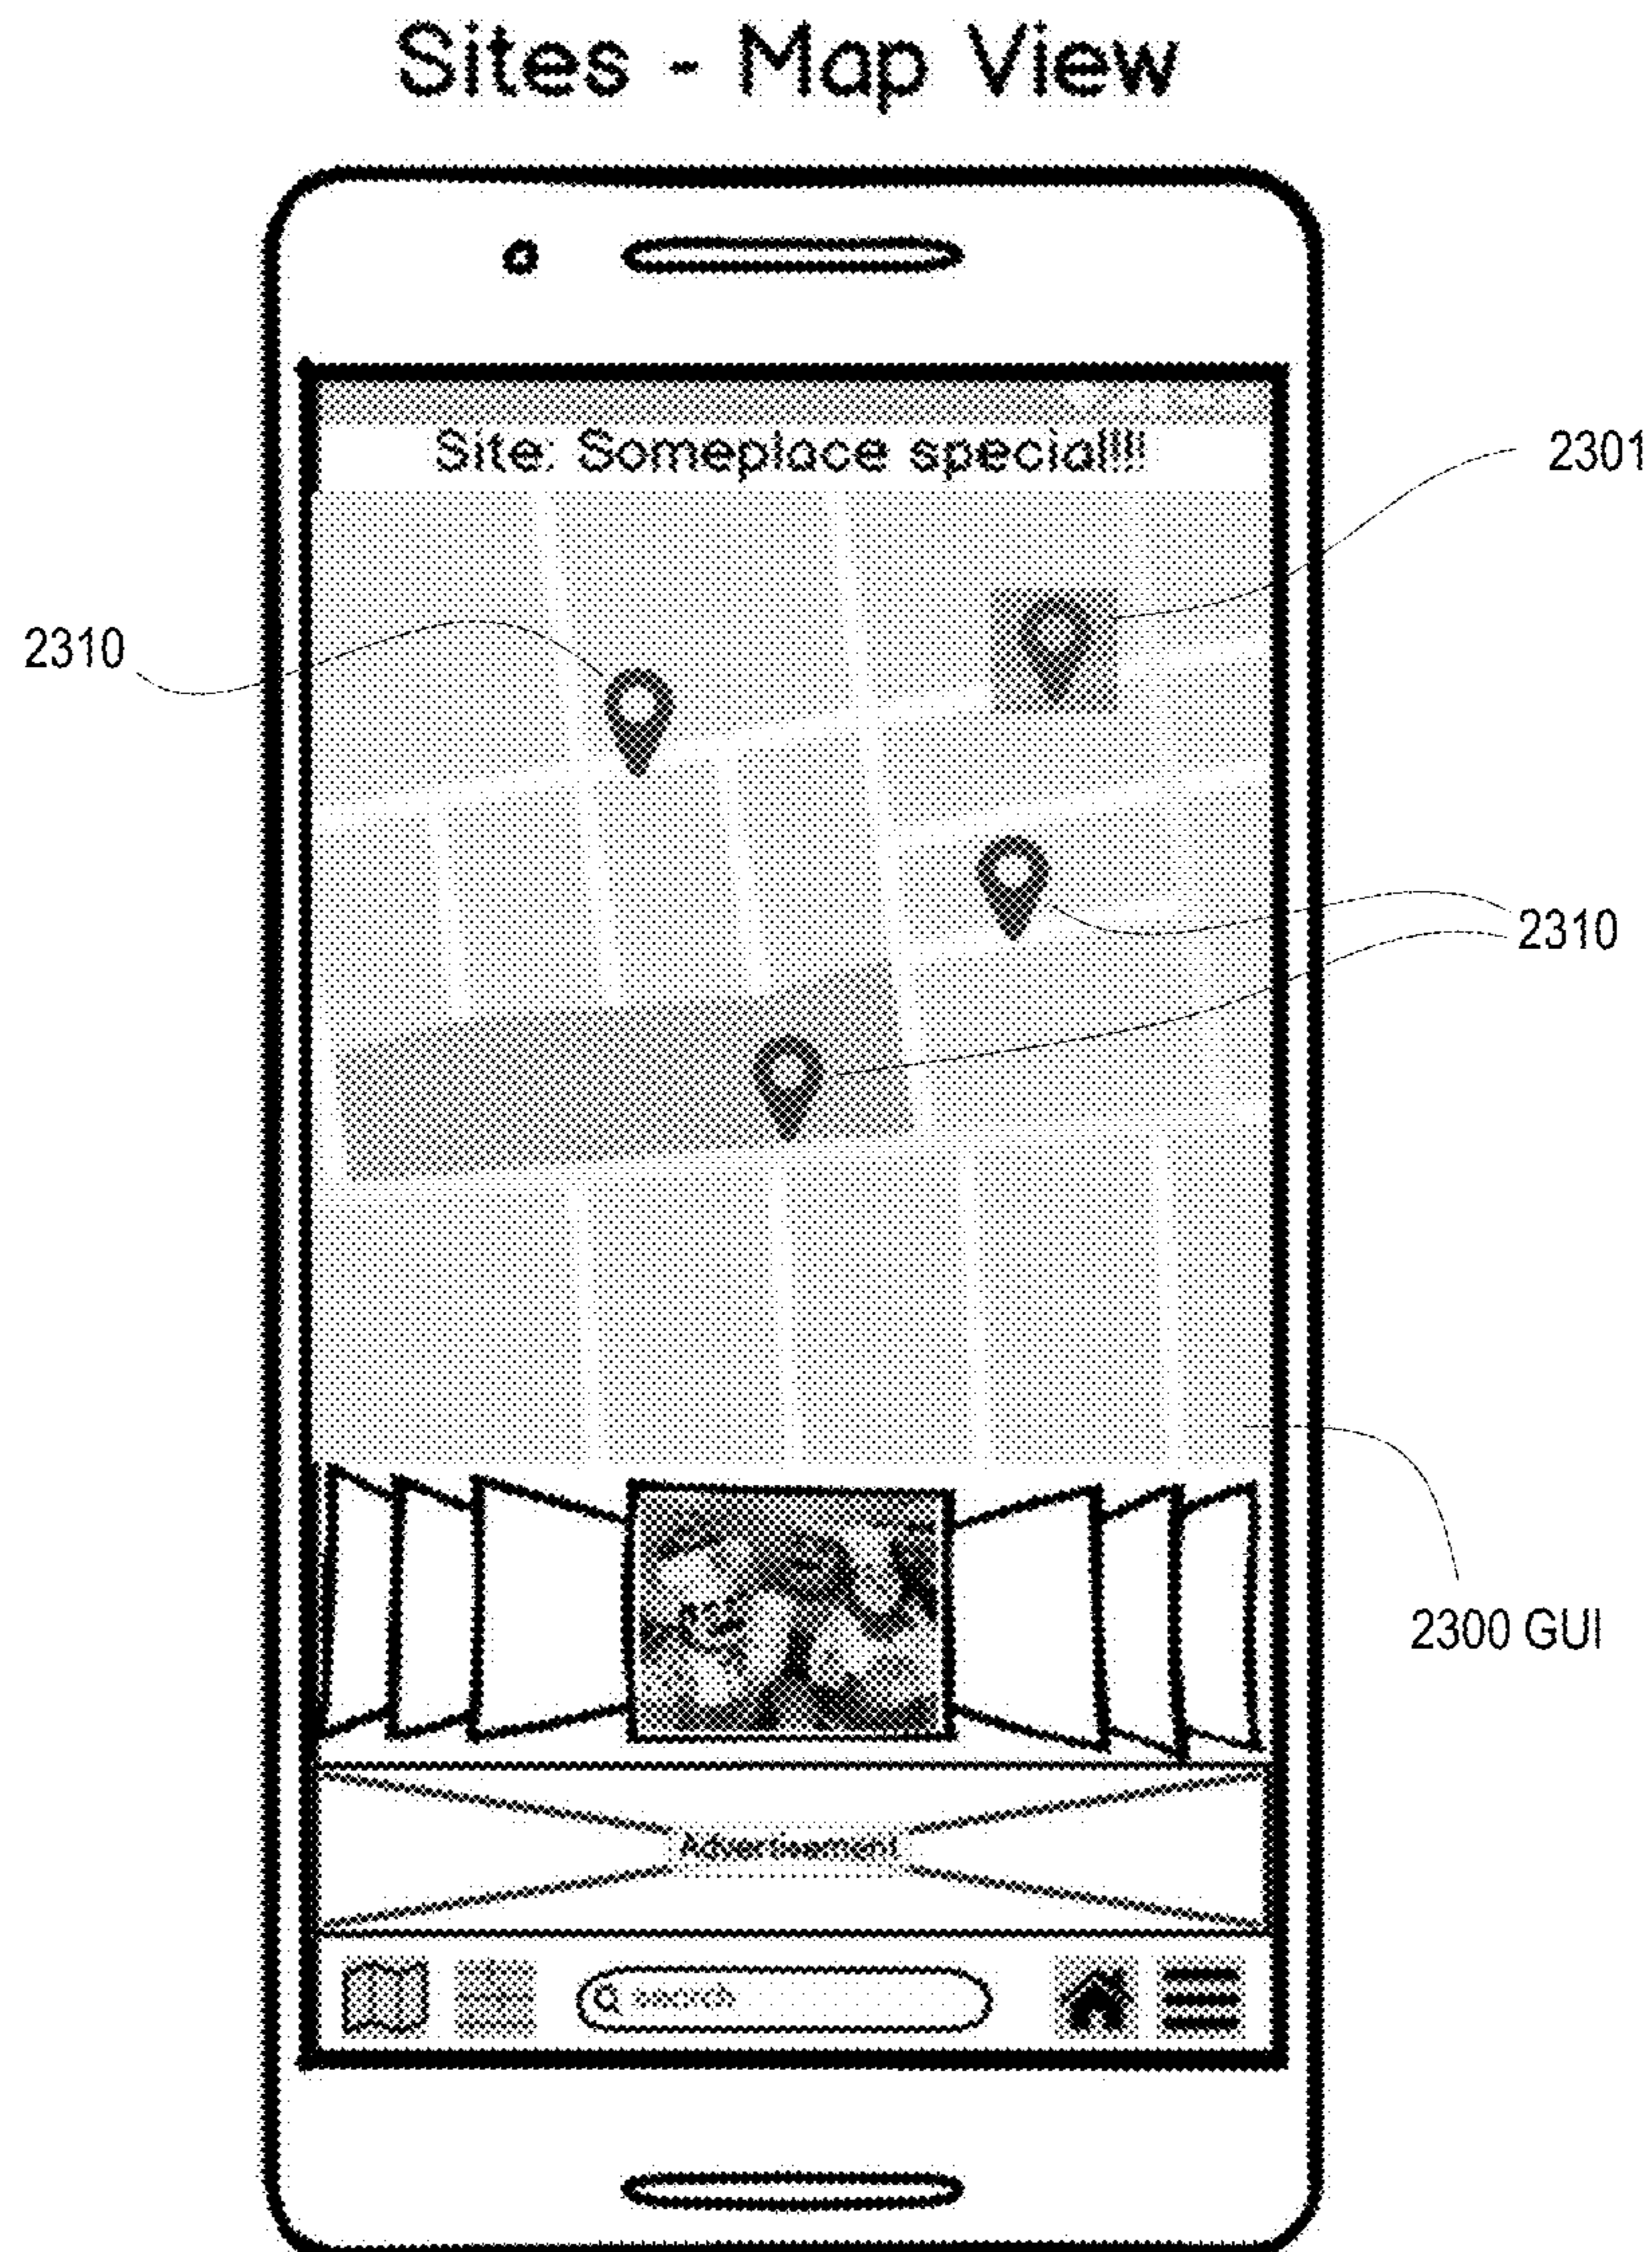 Sites - Map View
Site: Someplace special!!!
2301
2310
2310
2300 GUI
Advertisement
search